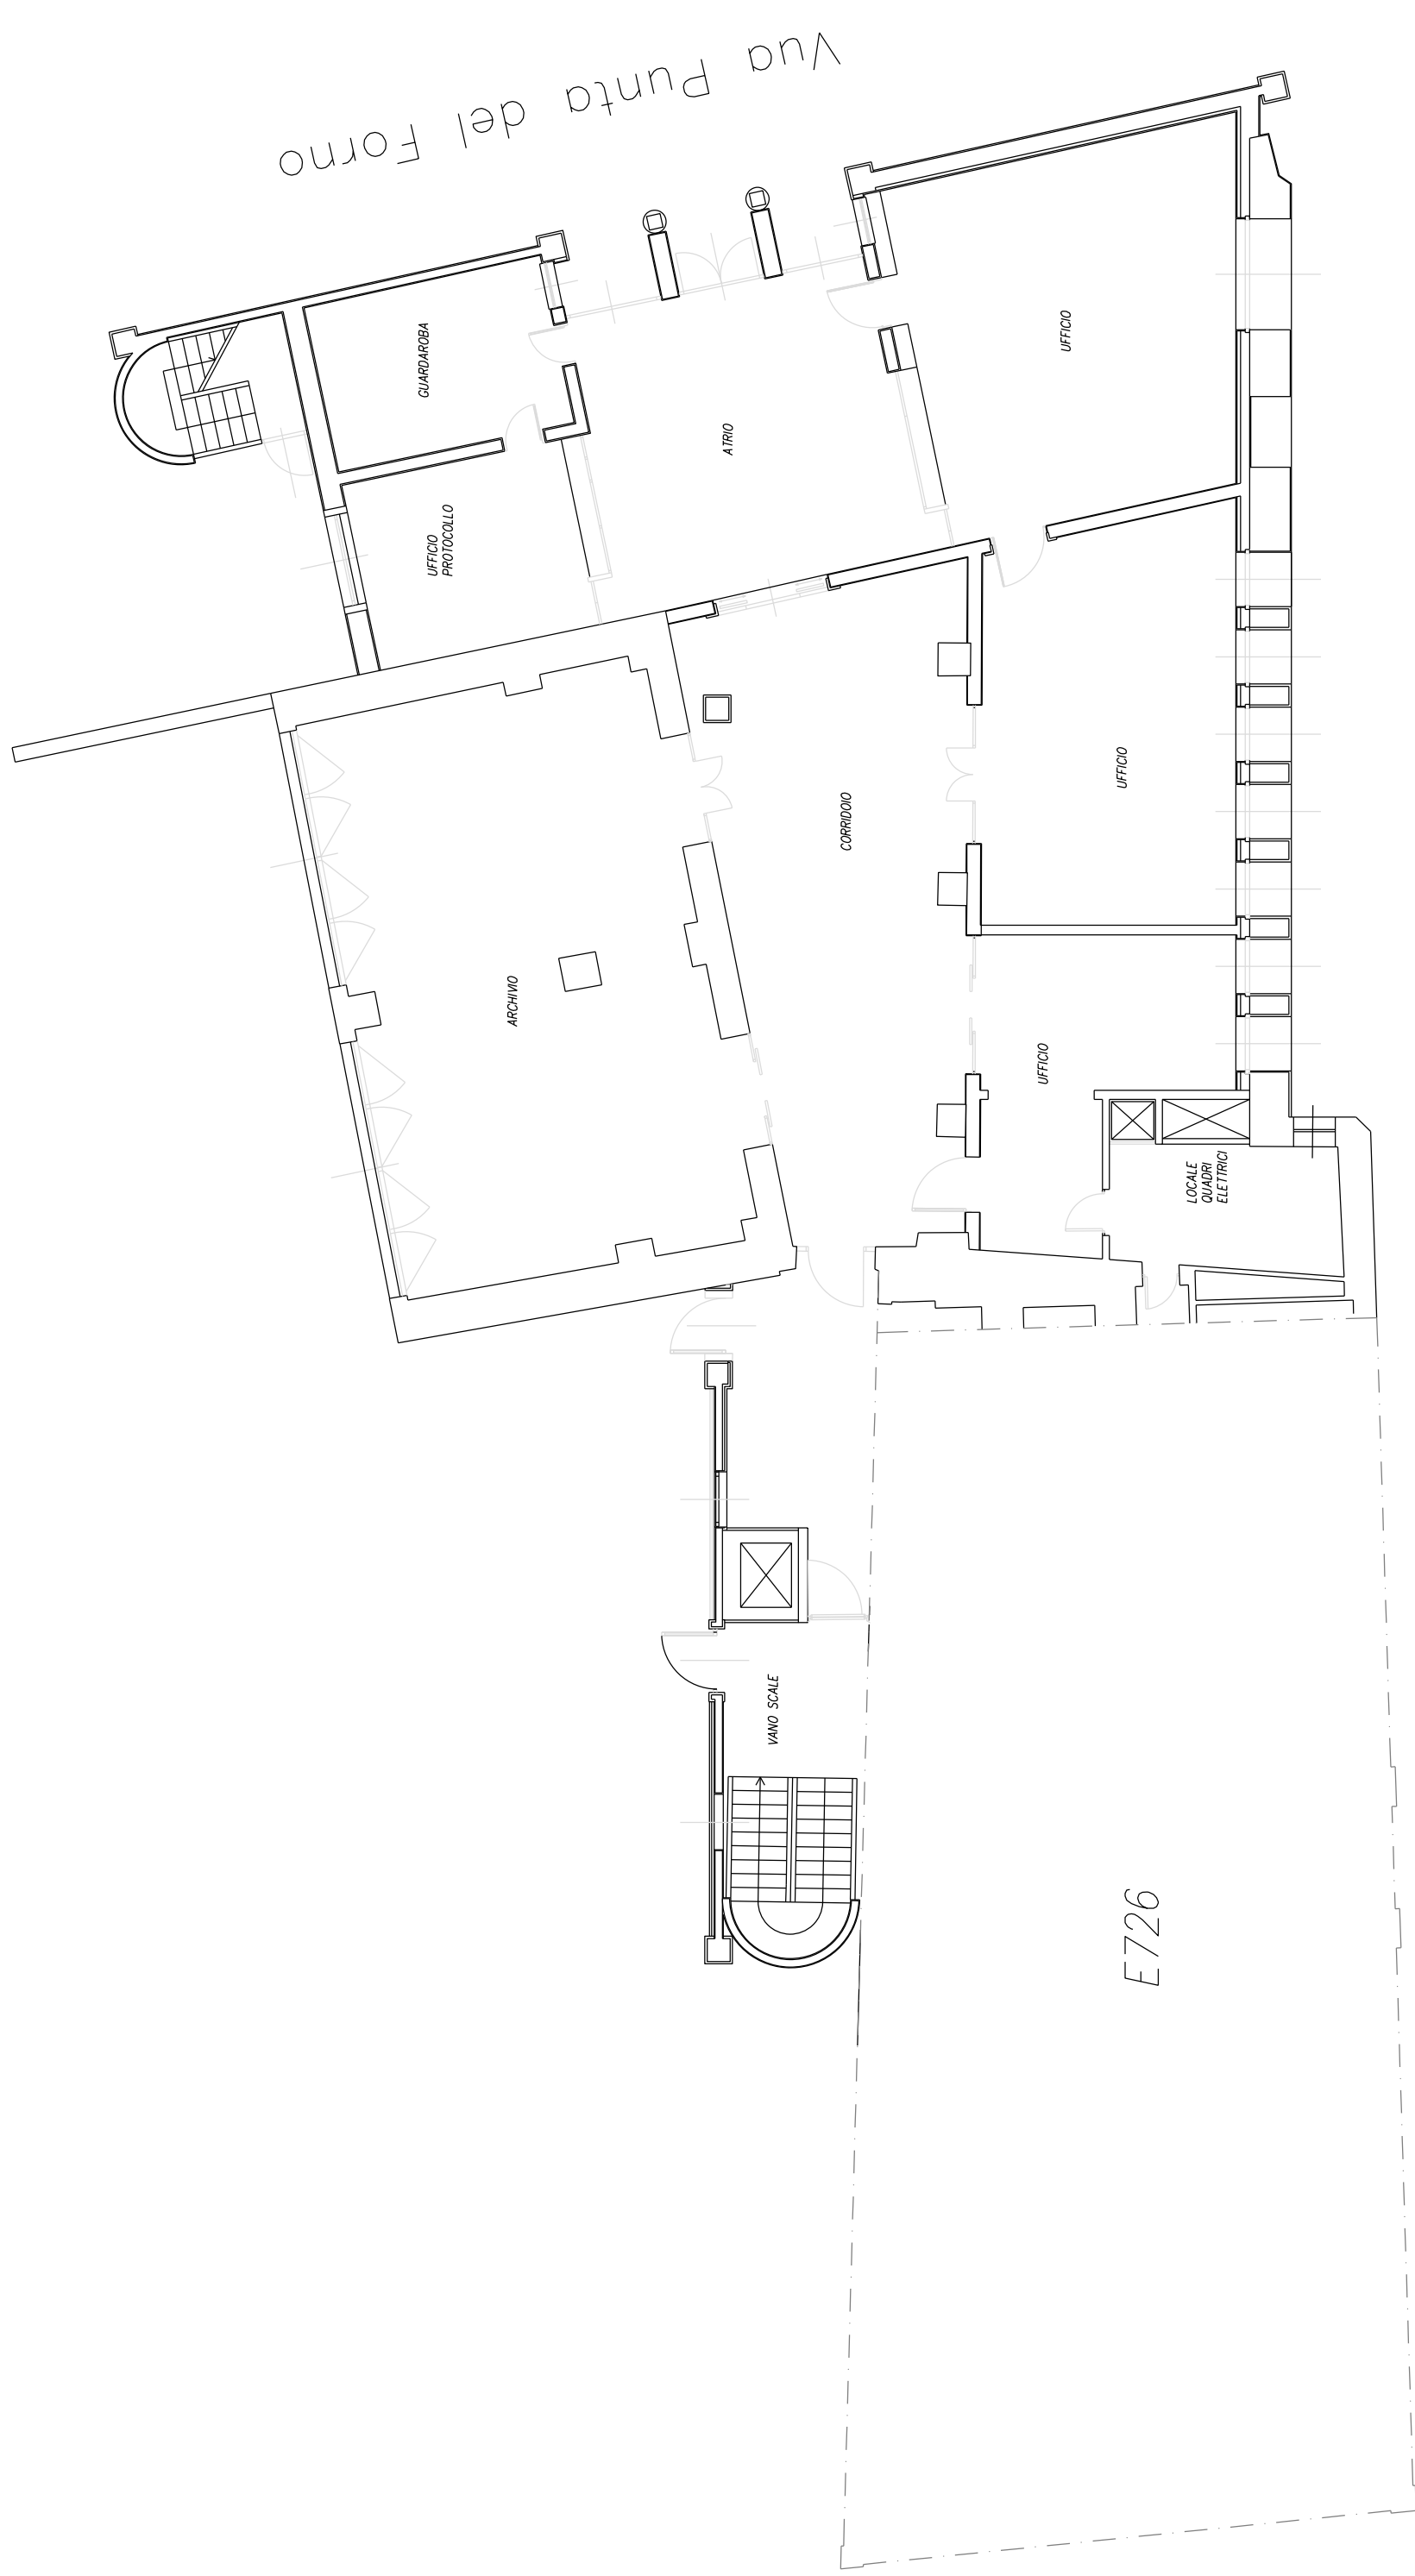 Vua Punta del Forno
GUARDAROBA
UFFICIO
ATRIO
UFFICIO
PROTOCOLLO
UFFICIO
CORRIDOIO
ARCHIVIO
UFFICIO
LOCALE
QUADRI
ELETTRICI
VANO SCALE
E726